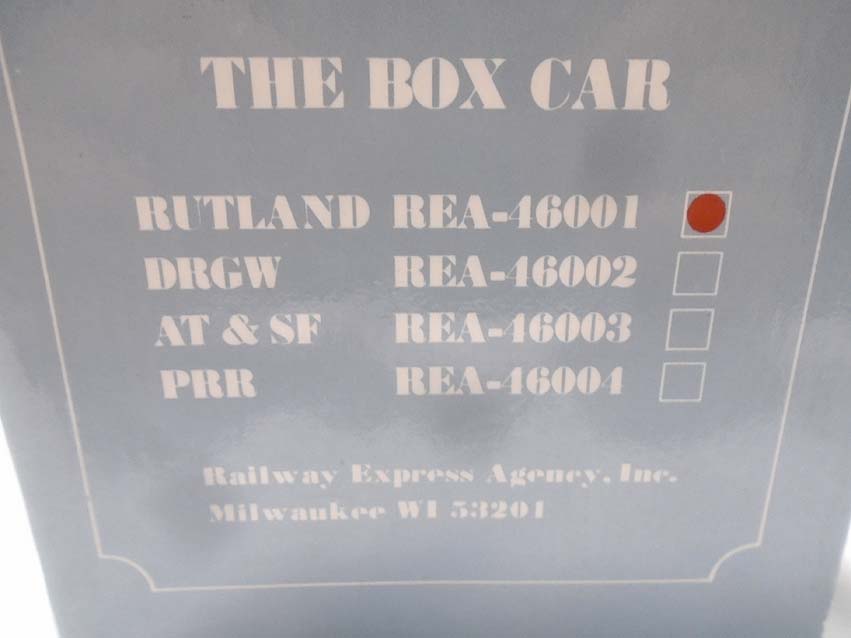 THE BOX CAR
RUTLAND REA-46001
DRGW REA-46002
AT & SF REA-46003
PRR REA-46004
Railway Express Agency, Inc.
Milwaukee WI 53201